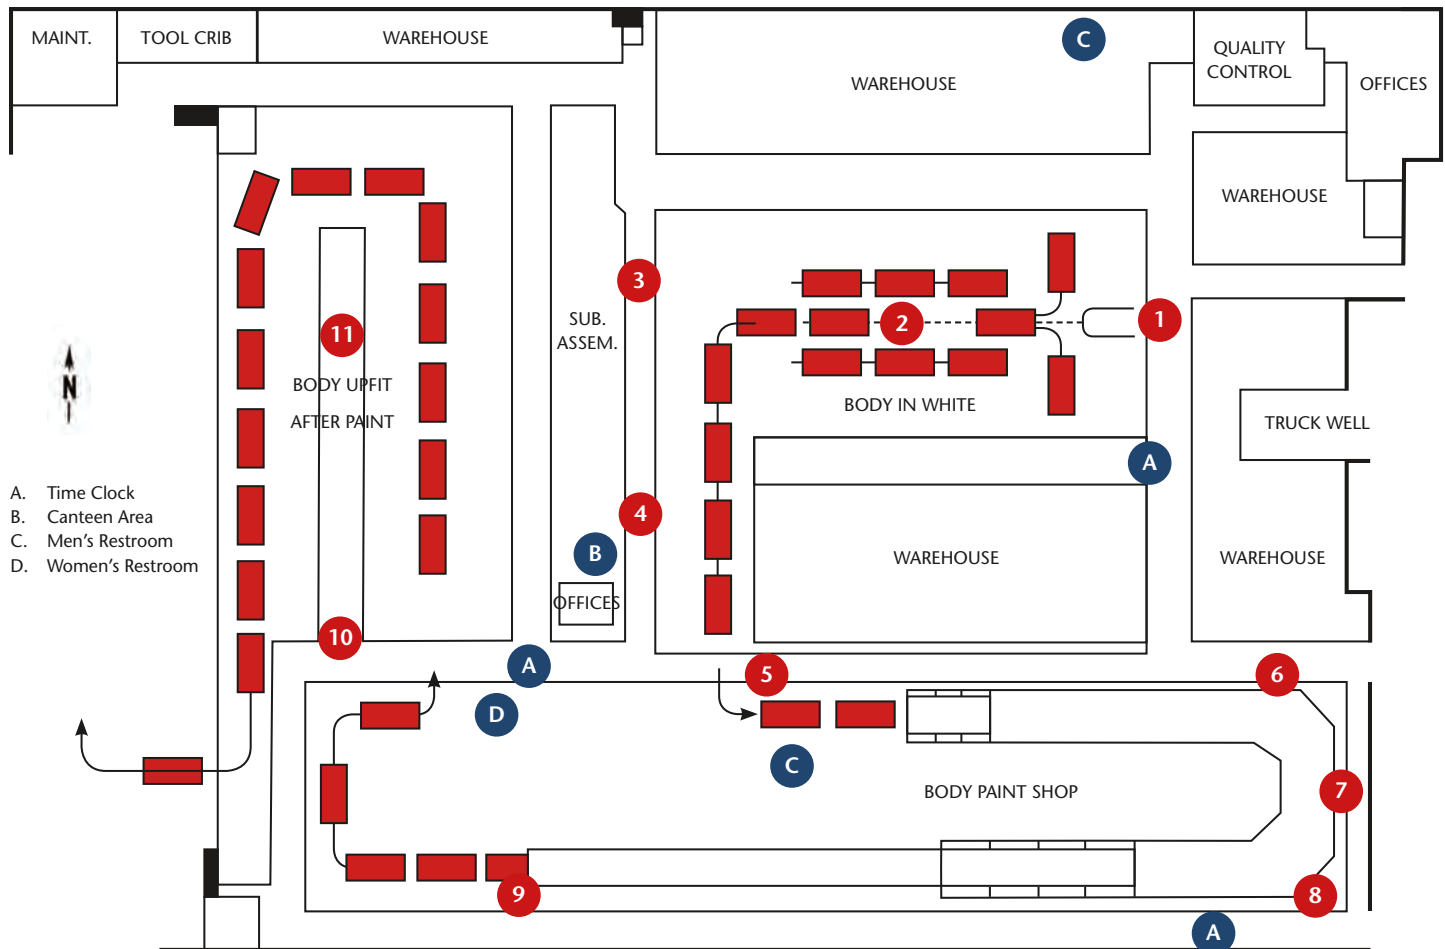 MAINT.
TOOL CRIB
WAREHOUSE
C
WAREHOUSE
QUALITY
CONTROL
OFFICES
WAREHOUSE
3
SUB.
ASSEM.
2
1
BODY IN WHITE
11
BODY UPFIT
AFTER PAINT
N
TRUCK WELL
A
4
B
WAREHOUSE
WAREHOUSE
OFFICES
A. Time Clock
B. Canteen Area
C. Men's Restroom
D. Women's Restroom
10
A
5
6
D
C
BODY PAINT SHOP
7
9
8
A